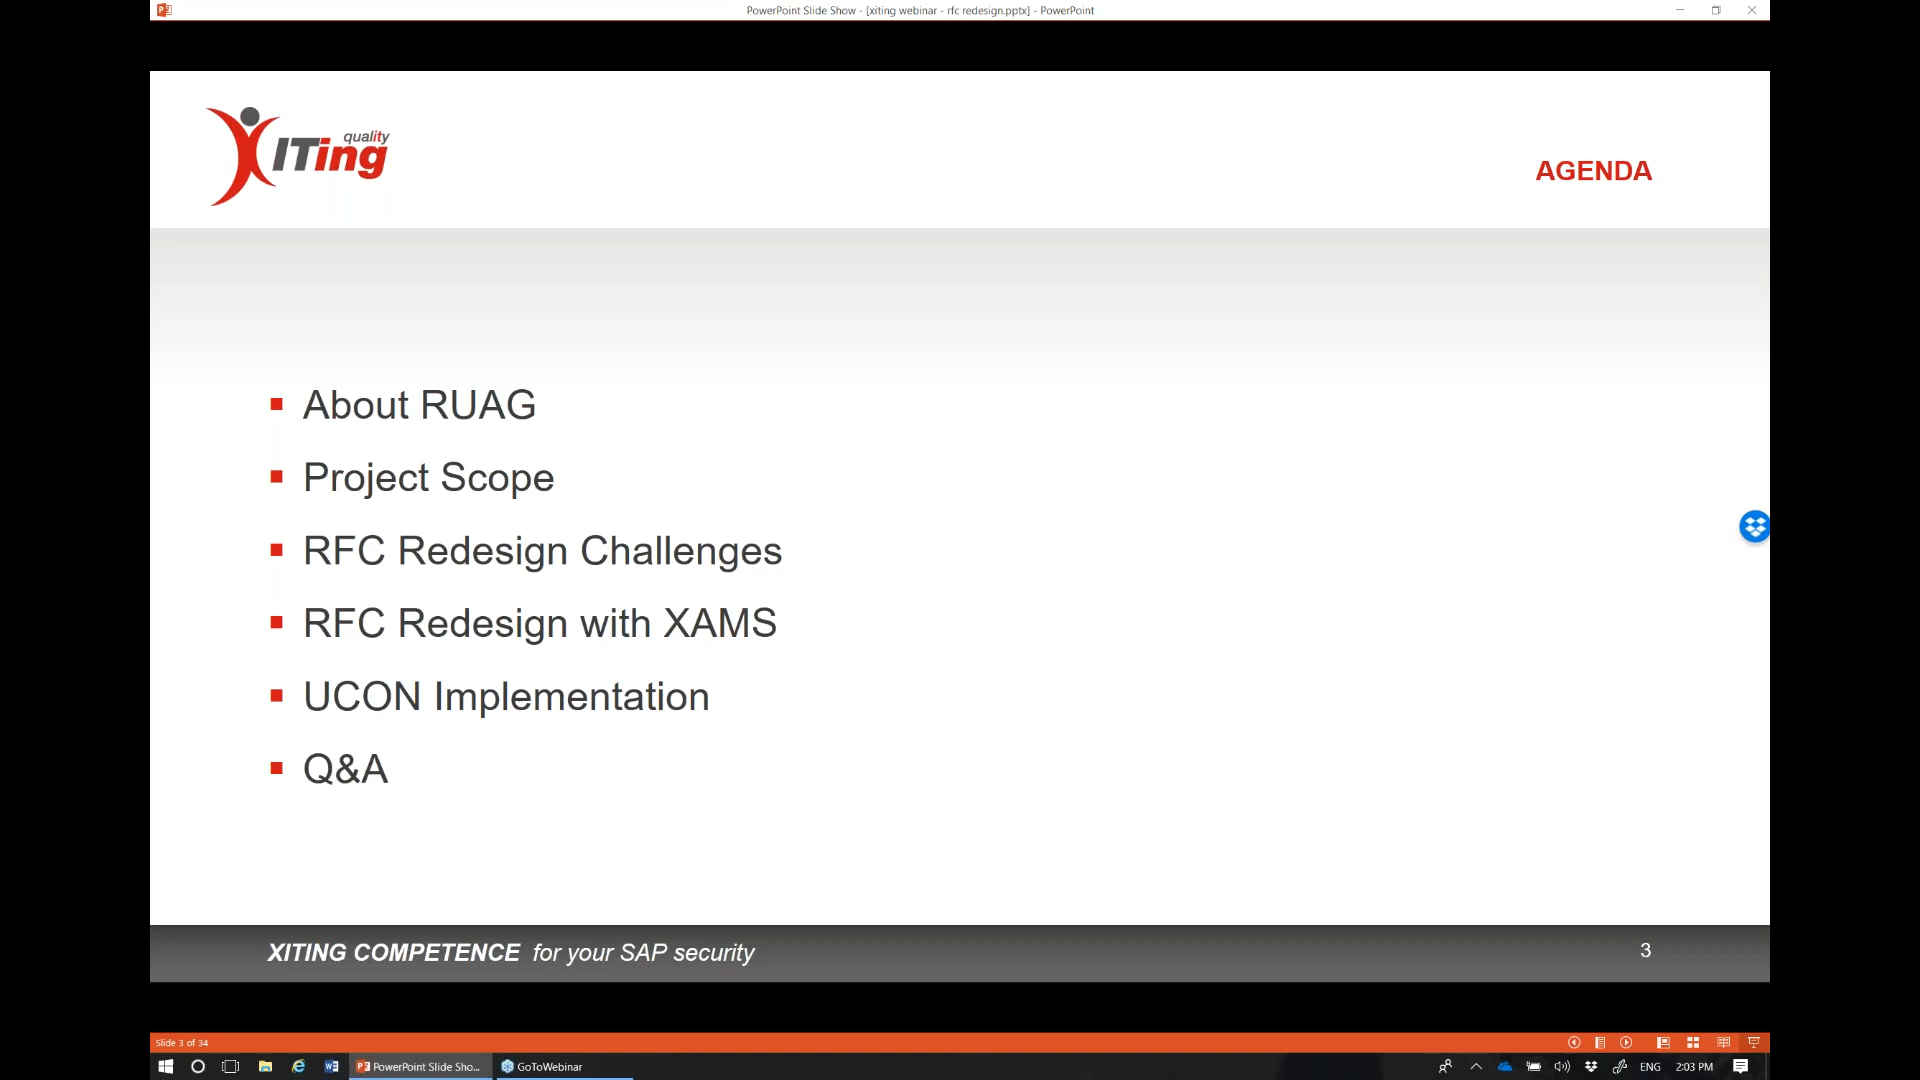 PowerPoint Slide Show - [xiting webinar - rfc redesign.pptx] - PowerPoint
XITing quality
AGENDA
About RUAG
Project Scope
RFC Redesign Challenges
RFC Redesign with XAMS
UCON Implementation
Q&A
XITING COMPETENCE for your SAP security
3
Slide 3 of 34
PowerPoint Slide Sho...
GoToWebinar
ENG
2:03 PM